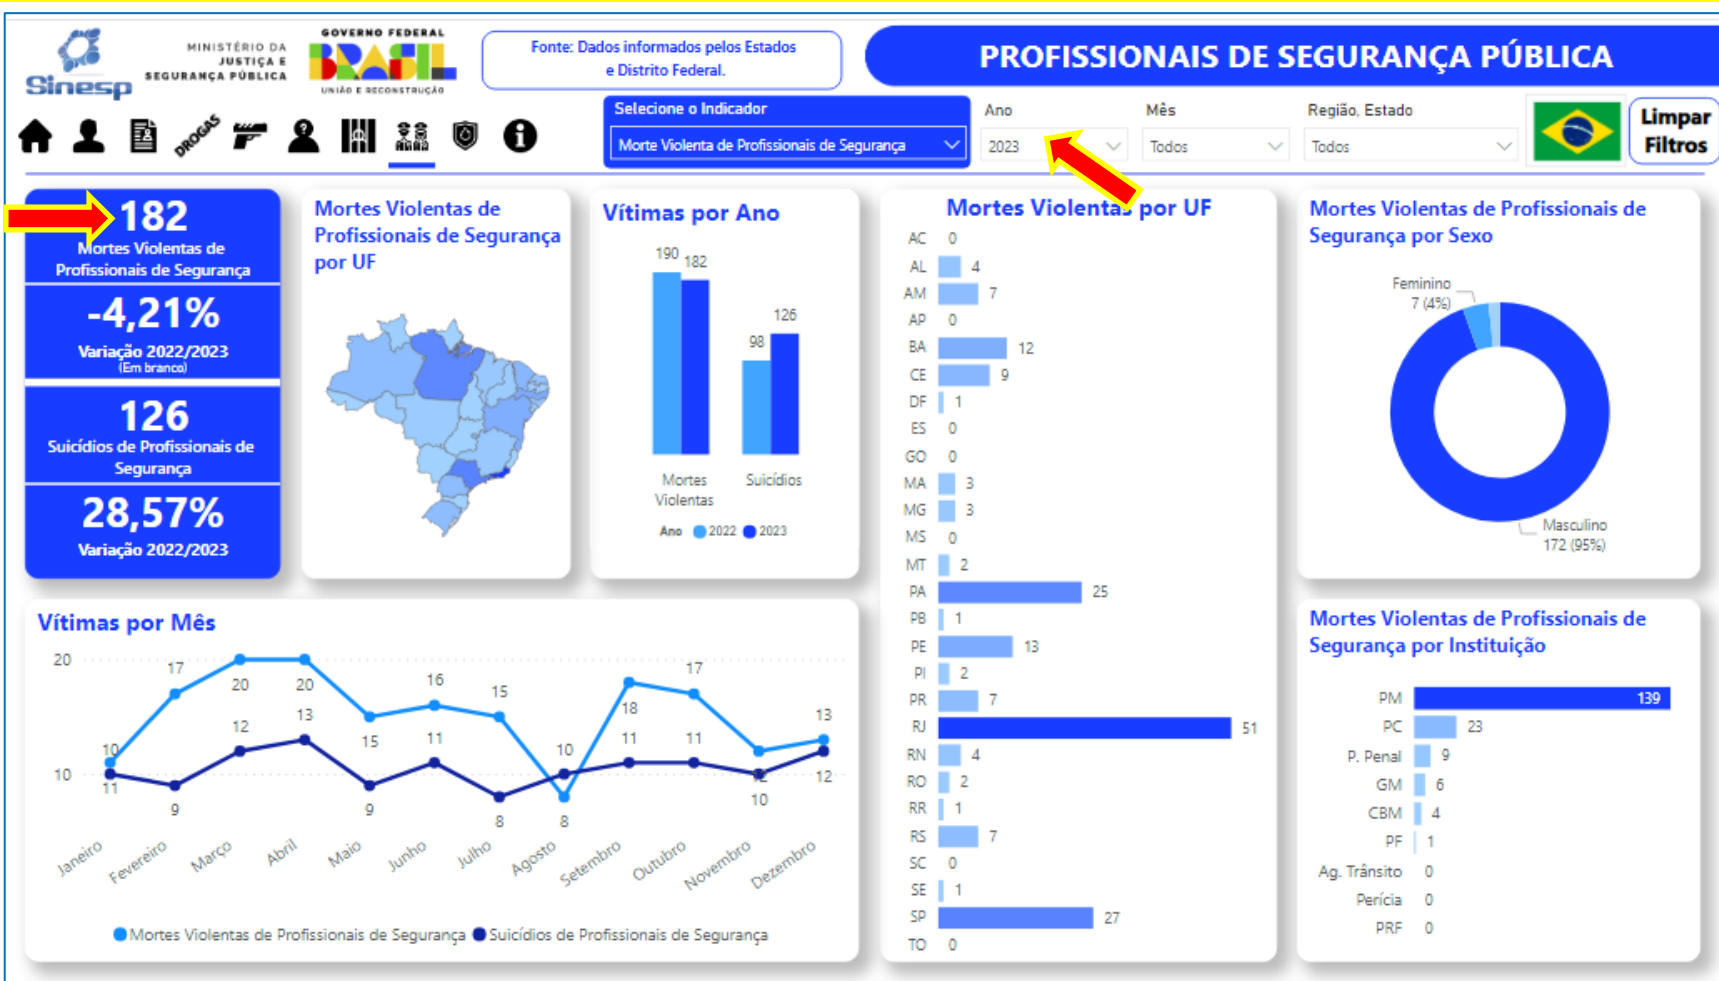 Sinesp
MINISTÉRIO DA
JUSTIÇA E
SEGURANÇA PÚBLICA
GOVERNO FEDERAL
BRASIL
UNIÃO E RECONSTRUÇÃO
Fonte: Dados informados pelos Estados
e Distrito Federal.
PROFISSIONAIS DE SEGURANÇA PÚBLICA
DROGAS
Selecione o Indicador
Morte Violenta de Profissionais de Segurança
Ano
2023
Mês
Todos
Região, Estado
Todos
Limpar
Filtros
182
Mortes Violentas de
Profissionais de Segurança
-4,21%
Variação 2022/2023
(Em branco)
126
Suicídios de Profissionais de
Segurança
28,57%
Variação 2022/2023
Mortes Violentas de
Profissionais de Segurança
por UF
Vítimas por Ano
190
182
98
126
Mortes
Violentas
Suicídios
Ano 2022 2023
Mortes Violentas por UF
AC 0
AL 4
AM 7
AP 0
BA 12
CE 9
DF 1
ES 0
GO 0
MA 3
MG 3
MS 0
MT 2
PA 25
PB 1
PE 13
PI 2
PR 7
RJ 51
RN 4
RO 2
RR 1
RS 7
SC 0
SE 1
SP 27
TO 0
Mortes Violentas de Profissionais de
Segurança por Sexo
Feminino
7 (4%)
Masculino
172 (95%)
Vítimas por Mês
20
10
10 17 20 20 15 16 15 8 18 17 12 13
11 9 12 13 9 11 8 10 11 11 10 12
Janeiro
Fevereiro
Março
Abril
Maio
Junho
Julho
Agosto
Setembro
Outubro
Novembro
Dezembro
Mortes Violentas de Profissionais de Segurança Suicídios de Profissionais de Segurança
Mortes Violentas de Profissionais de
Segurança por Instituição
PM 139
PC 23
P. Penal 9
GM 6
CBM 4
PF 1
Ag. Trânsito 0
Perícia 0
PRF 0